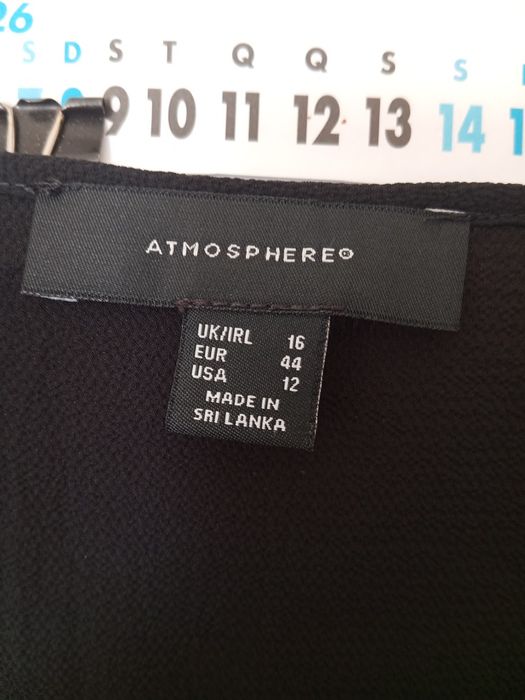 26
S D S T Q Q S S
9 10 11 12 13 14 1
ATMOSPHERE®
UK/IRL 16
EUR 44
USA 12
MADE IN
SRI LANKA